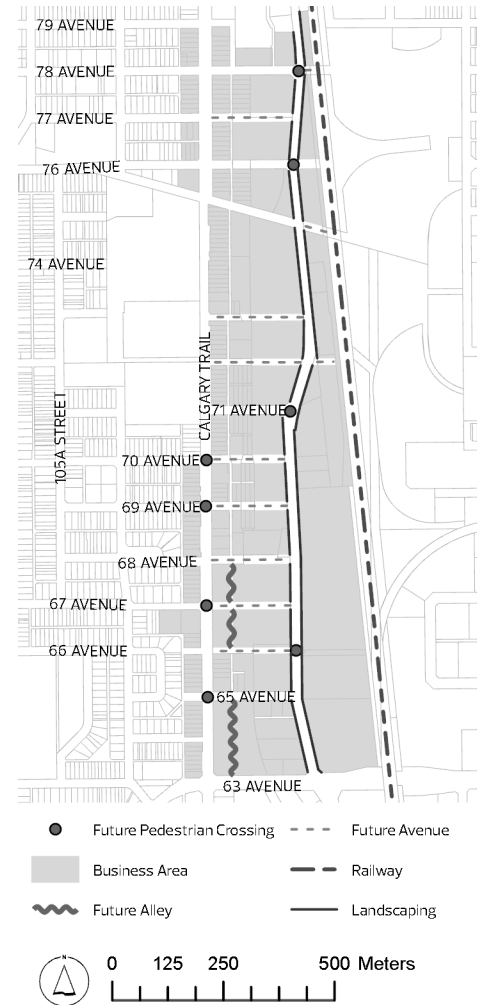 79 AVENUE
78 AVENUE
77 AVENUE
76 AVENUE
74 AVENUE
CALGARY TRAIL
105A STREET
71 AVENUE
70 AVENUE
69 AVENUE
68 AVENUE
67 AVENUE
66 AVENUE
65 AVENUE
63 AVENUE
Future Pedestrian Crossing
Future Avenue
Business Area
Railway
Future Alley
Landscaping
N
0 125 250 500 Meters